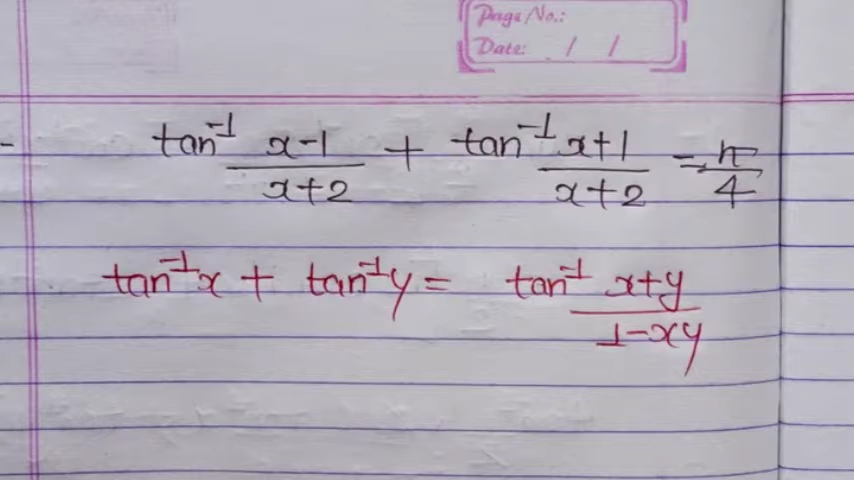 Page No.:
Date: / /
tan⁻¹ (x-1)/(x+2) + tan⁻¹ (x+1)/(x+2) = π/4
tan⁻¹x + tan⁻¹y = tan⁻¹ (x+y)/(1-xy)